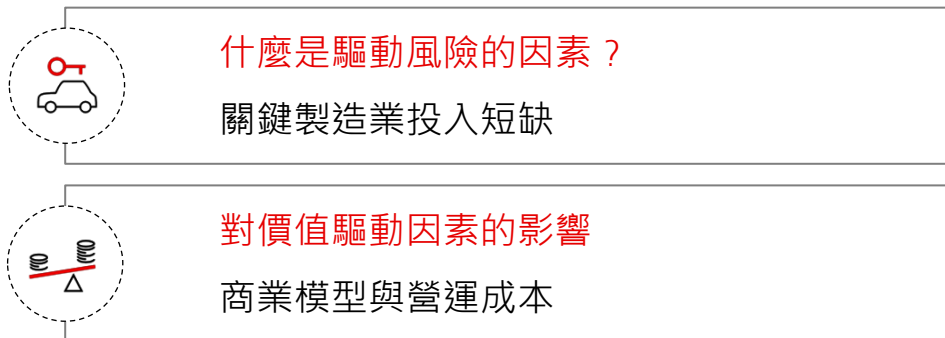 什麼是驅動風險的因素？
關鍵製造業投入短缺
對價值驅動因素的影響
商業模型與營運成本